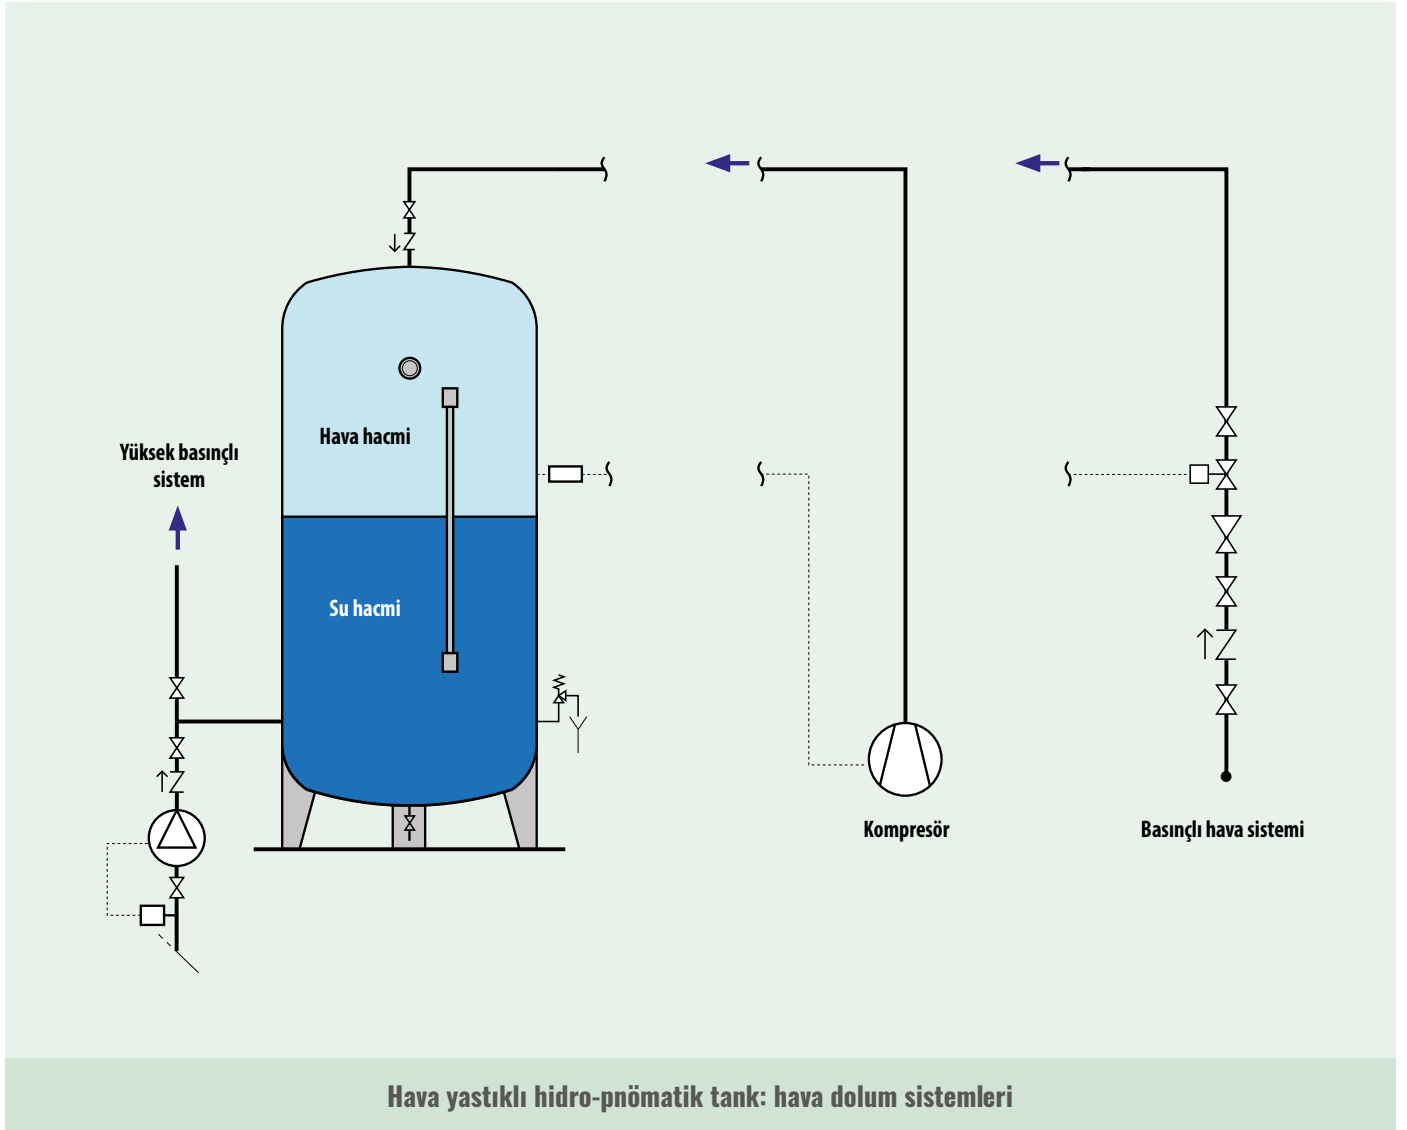 Yüksek basınçlı
sistem
Hava hacmi
Su hacmi
Kompresör
Basınçlı hava sistemi
Hava yastıklı hidro-pnömatik tank: hava dolum sistemleri